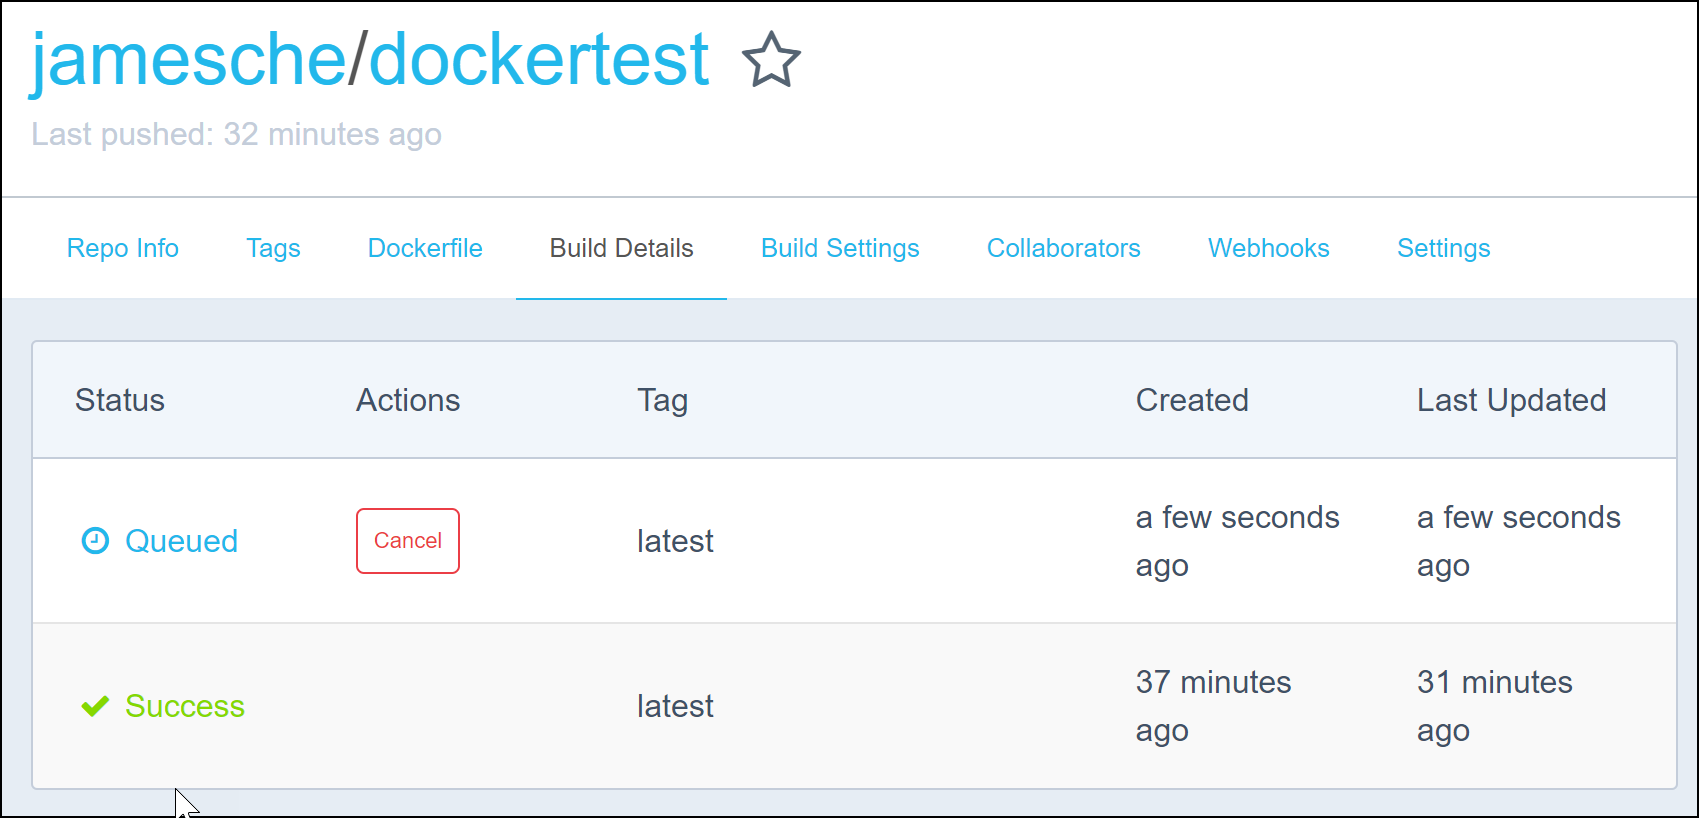 jamesche/dockertest
Last pushed: 32 minutes ago
Repo Info Tags Dockerfile Build Details Build Settings Collaborators Webhooks Settings
Status Actions Tag Created Last Updated
Queued Cancel latest a few seconds ago a few seconds ago
Success latest 37 minutes ago 31 minutes ago